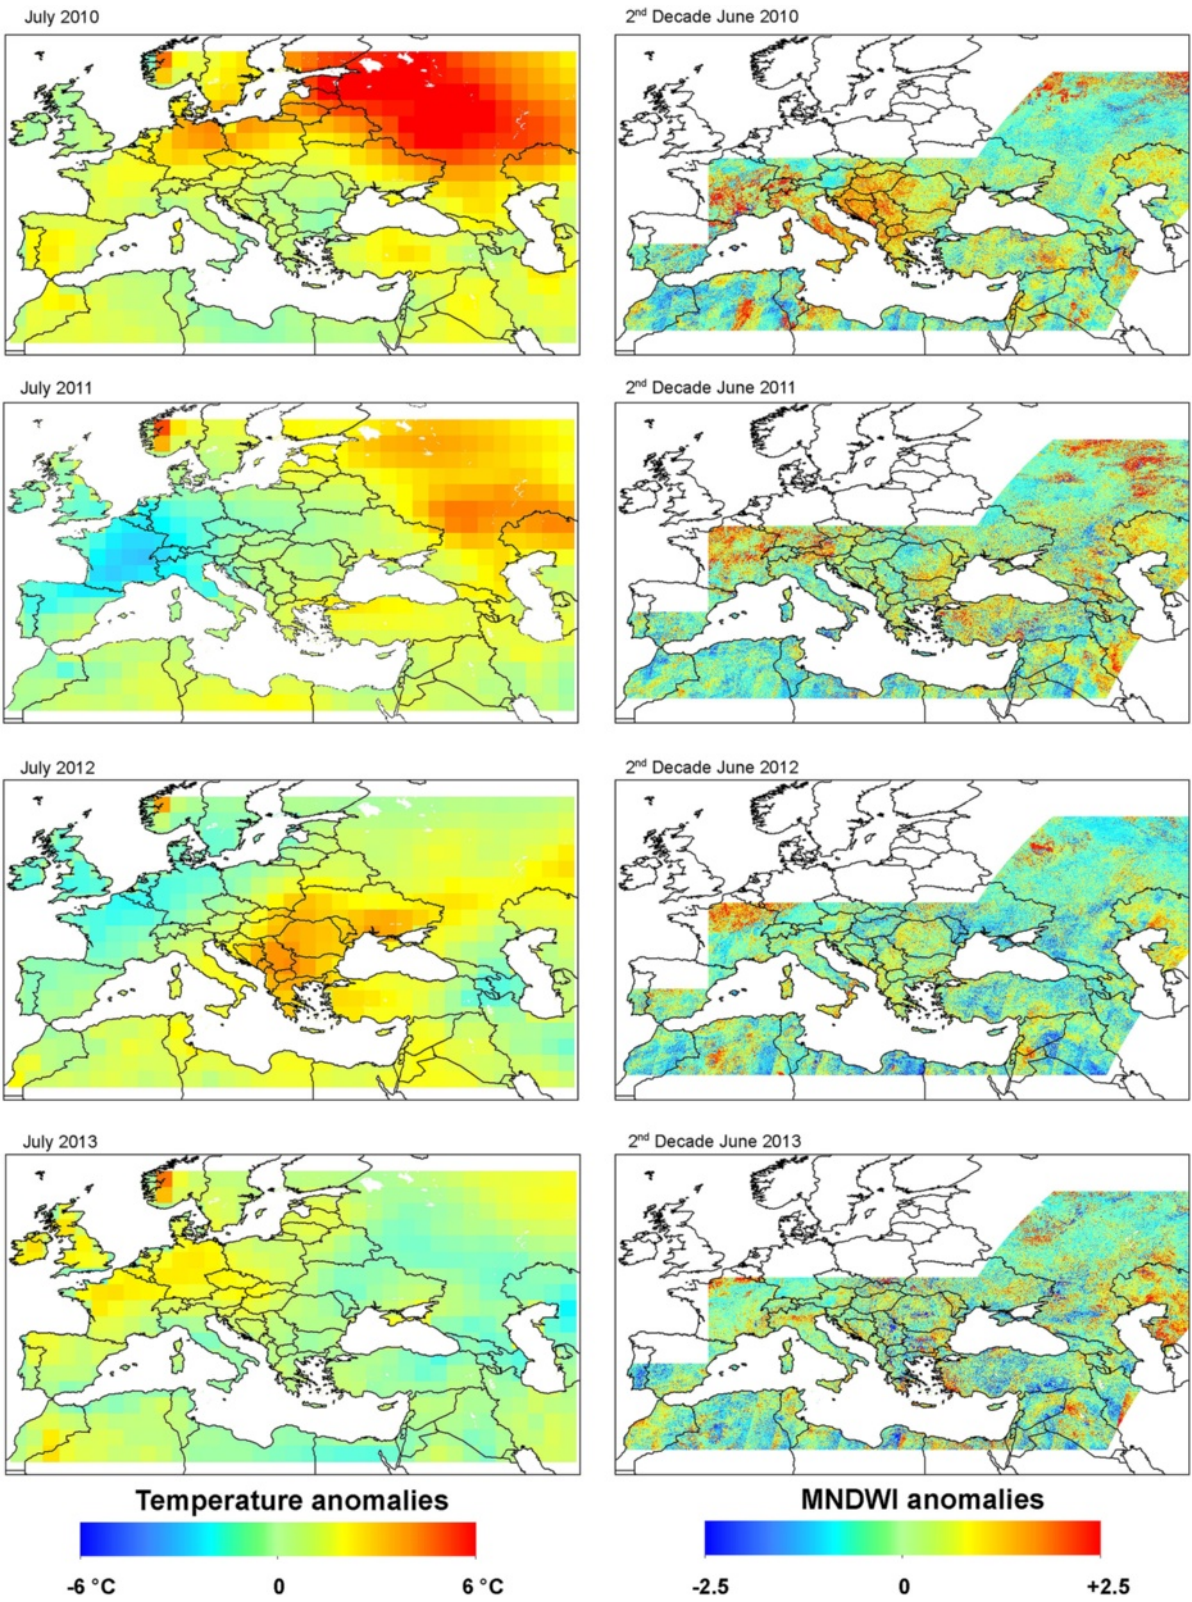 July 2010
2nd Decade June 2010
July 2011
2nd Decade June 2011
July 2012
2nd Decade June 2012
July 2013
2nd Decade June 2013
Temperature anomalies
MNDWI anomalies
-6 °C 0 6 °C
-2.5 0 +2.5